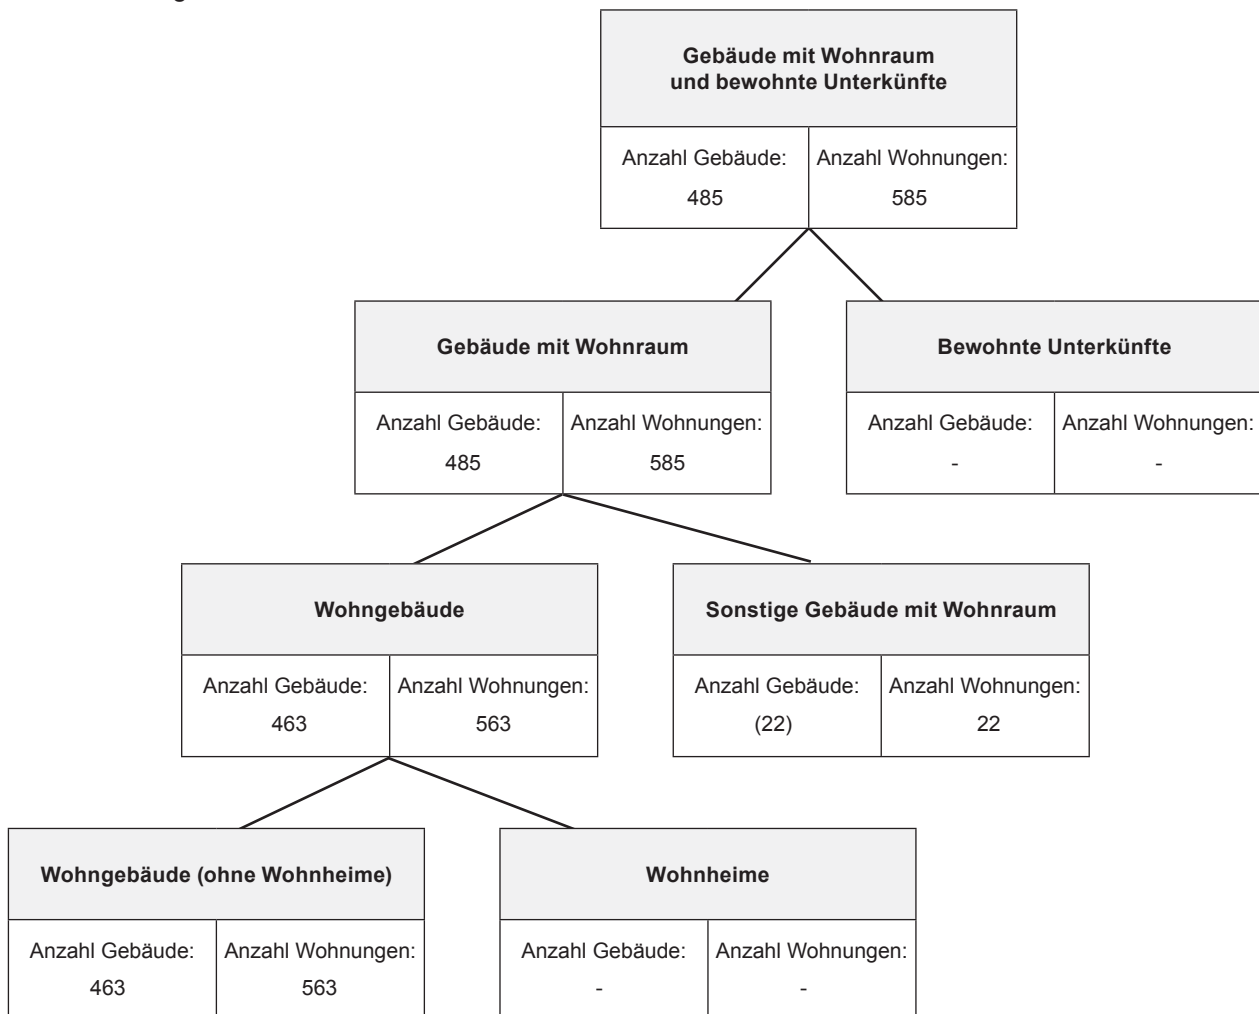 Gebäude mit Wohnraum
und bewohnte Unterkünfte
Anzahl Gebäude: Anzahl Wohnungen:
485 585
Gebäude mit Wohnraum
Anzahl Gebäude: Anzahl Wohnungen:
485 585
Bewohnte Unterkünfte
Anzahl Gebäude: Anzahl Wohnungen:
- -
Wohngebäude
Anzahl Gebäude: Anzahl Wohnungen:
463 563
Sonstige Gebäude mit Wohnraum
Anzahl Gebäude: Anzahl Wohnungen:
(22) 22
Wohngebäude (ohne Wohnheime)
Anzahl Gebäude: Anzahl Wohnungen:
463 563
Wohnheime
Anzahl Gebäude: Anzahl Wohnungen:
- -